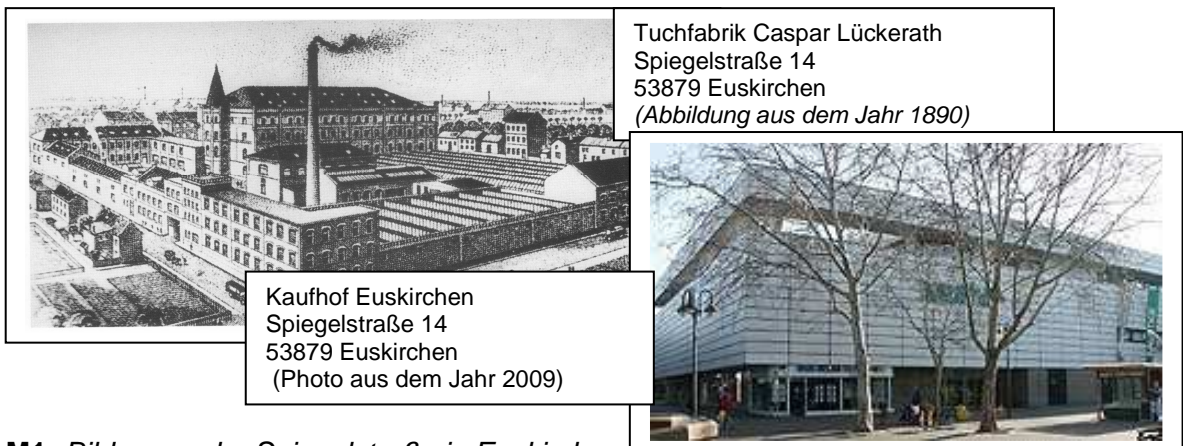 Tuchfabrik Caspar Lückerath
Spiegelstraße 14
53879 Euskirchen
(Abbildung aus dem Jahr 1890)
Kaufhof Euskirchen
Spiegelstraße 14
53879 Euskirchen
(Photo aus dem Jahr 2009)